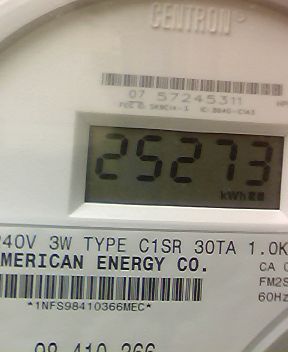 CENTRON®
07 57245311
25273
kWh
240V 3W TYPE C1SR 30TA 1.0K
AMERICAN ENERGY CO.
CA
FM2S
60Hz
*1NFS98410366MEC*
98 410 366